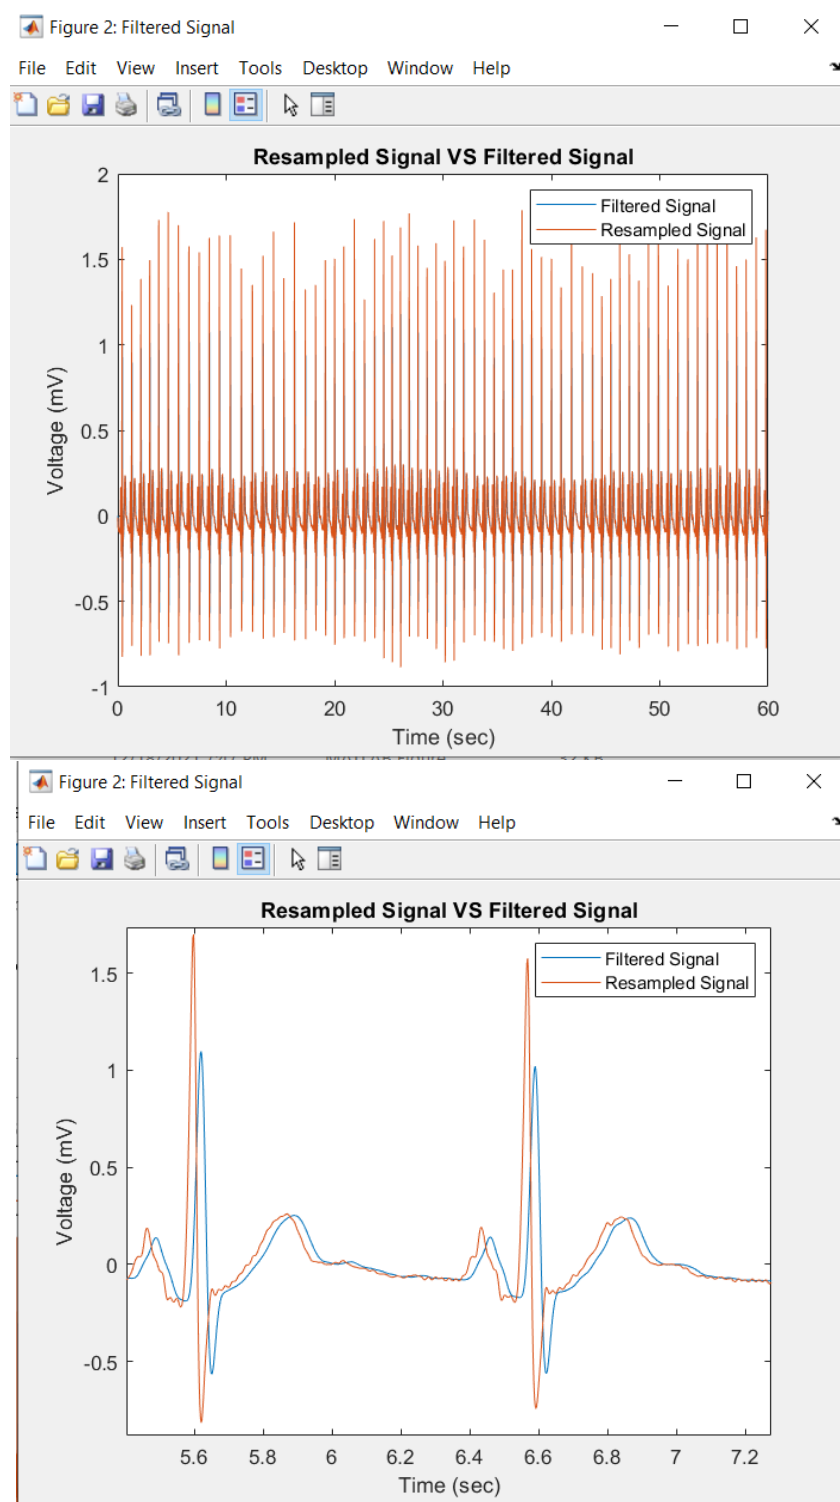 Figure 2: Filtered Signal
File Edit View Insert Tools Desktop Window Help
Resampled Signal VS Filtered Signal
Filtered Signal
Resampled Signal
2
1.5
1
0.5
0
-0.5
-1
Voltage (mV)
0 10 20 30 40 50 60
Time (sec)
Figure 2: Filtered Signal
File Edit View Insert Tools Desktop Window Help
Resampled Signal VS Filtered Signal
Filtered Signal
Resampled Signal
1.5
1
0.5
0
-0.5
Voltage (mV)
5.6 5.8 6 6.2 6.4 6.6 6.8 7 7.2
Time (sec)